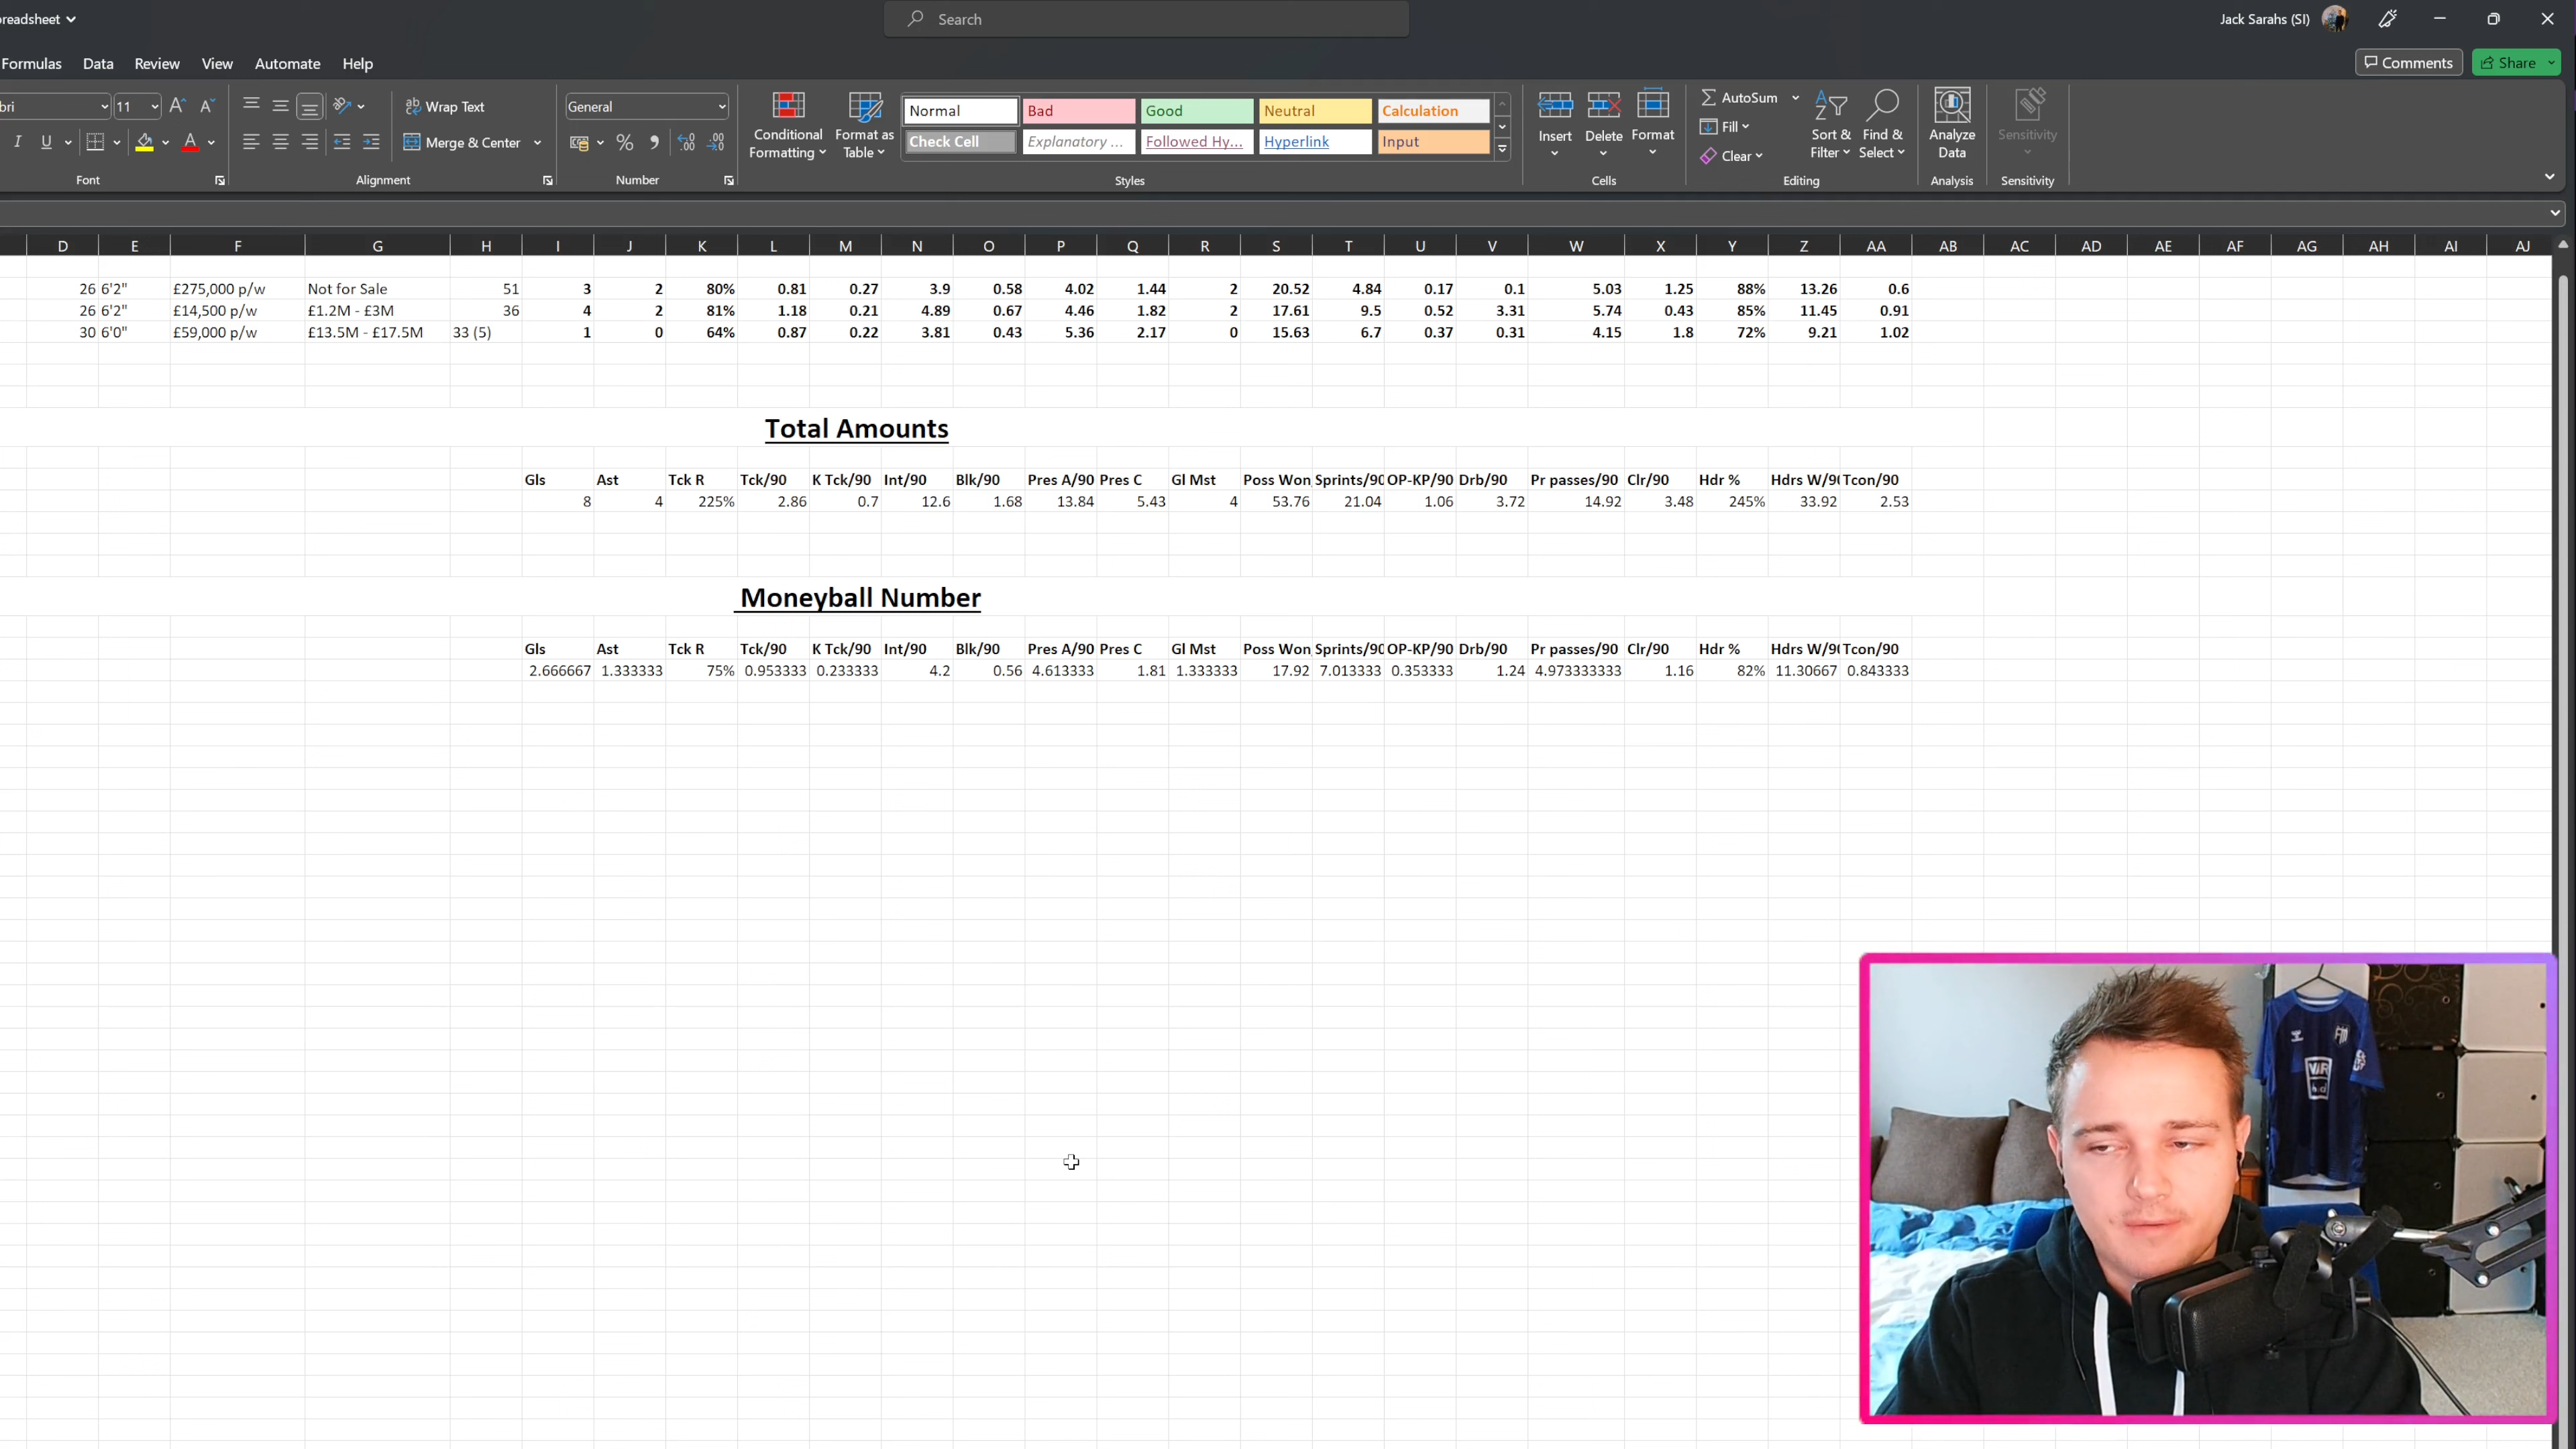 readsheet
Search
Jack Sarahs (SI)
Formulas Data Review View Automate Help
Comments Share
bri 11 Wrap Text General Conditional Formatting Format as Table Normal Bad Good Neutral Calculation
I U Merge & Center % Check Cell Explanatory ... Followed Hy... Hyperlink Input
Insert Delete Format AutoSum Fill Clear Sort & Filter Find & Select Analyze Data Sensitivity
Font Alignment Number Styles Cells Editing Analysis Sensitivity
D E F G H I J K L M N O P Q R S T U V W X Y Z AA AB AC AD AE AF AG AH AI AJ
26 6'2" £275,000 p/w Not for Sale 51 3 2 80% 0.81 0.27 3.9 0.58 4.02 1.44 2 20.52 4.84 0.17 0.1 5.03 1.25 88% 13.26 0.6
26 6'2" £14,500 p/w £1.2M - £3M 36 4 2 81% 1.18 0.21 4.89 0.67 4.46 1.82 2 17.61 9.5 0.52 3.31 5.74 0.43 85% 11.45 0.91
30 6'0" £59,000 p/w £13.5M - £17.5M 33 (5) 1 0 64% 0.87 0.22 3.81 0.43 5.36 2.17 0 15.63 6.7 0.37 0.31 4.15 1.8 72% 9.21 1.02
Total Amounts
Gls Ast Tck R Tck/90 K Tck/90 Int/90 Blk/90 Pres A/90 Pres C Gl Mst Poss Won Sprints/90 OP-KP/90 Drb/90 Pr passes/90 Clr/90 Hdr % Hdrs W/9 Tcon/90
8 4 225% 2.86 0.7 12.6 1.68 13.84 5.43 4 53.76 21.04 1.06 3.72 14.92 3.48 245% 33.92 2.53
Moneyball Number
Gls Ast Tck R Tck/90 K Tck/90 Int/90 Blk/90 Pres A/90 Pres C Gl Mst Poss Won Sprints/90 OP-KP/90 Drb/90 Pr passes/90 Clr/90 Hdr % Hdrs W/9 Tcon/90
2.666667 1.333333 75% 0.953333 0.233333 4.2 0.56 4.613333 1.81 1.333333 17.92 7.013333 0.353333 1.24 4.973333333 1.16 82% 11.30667 0.843333